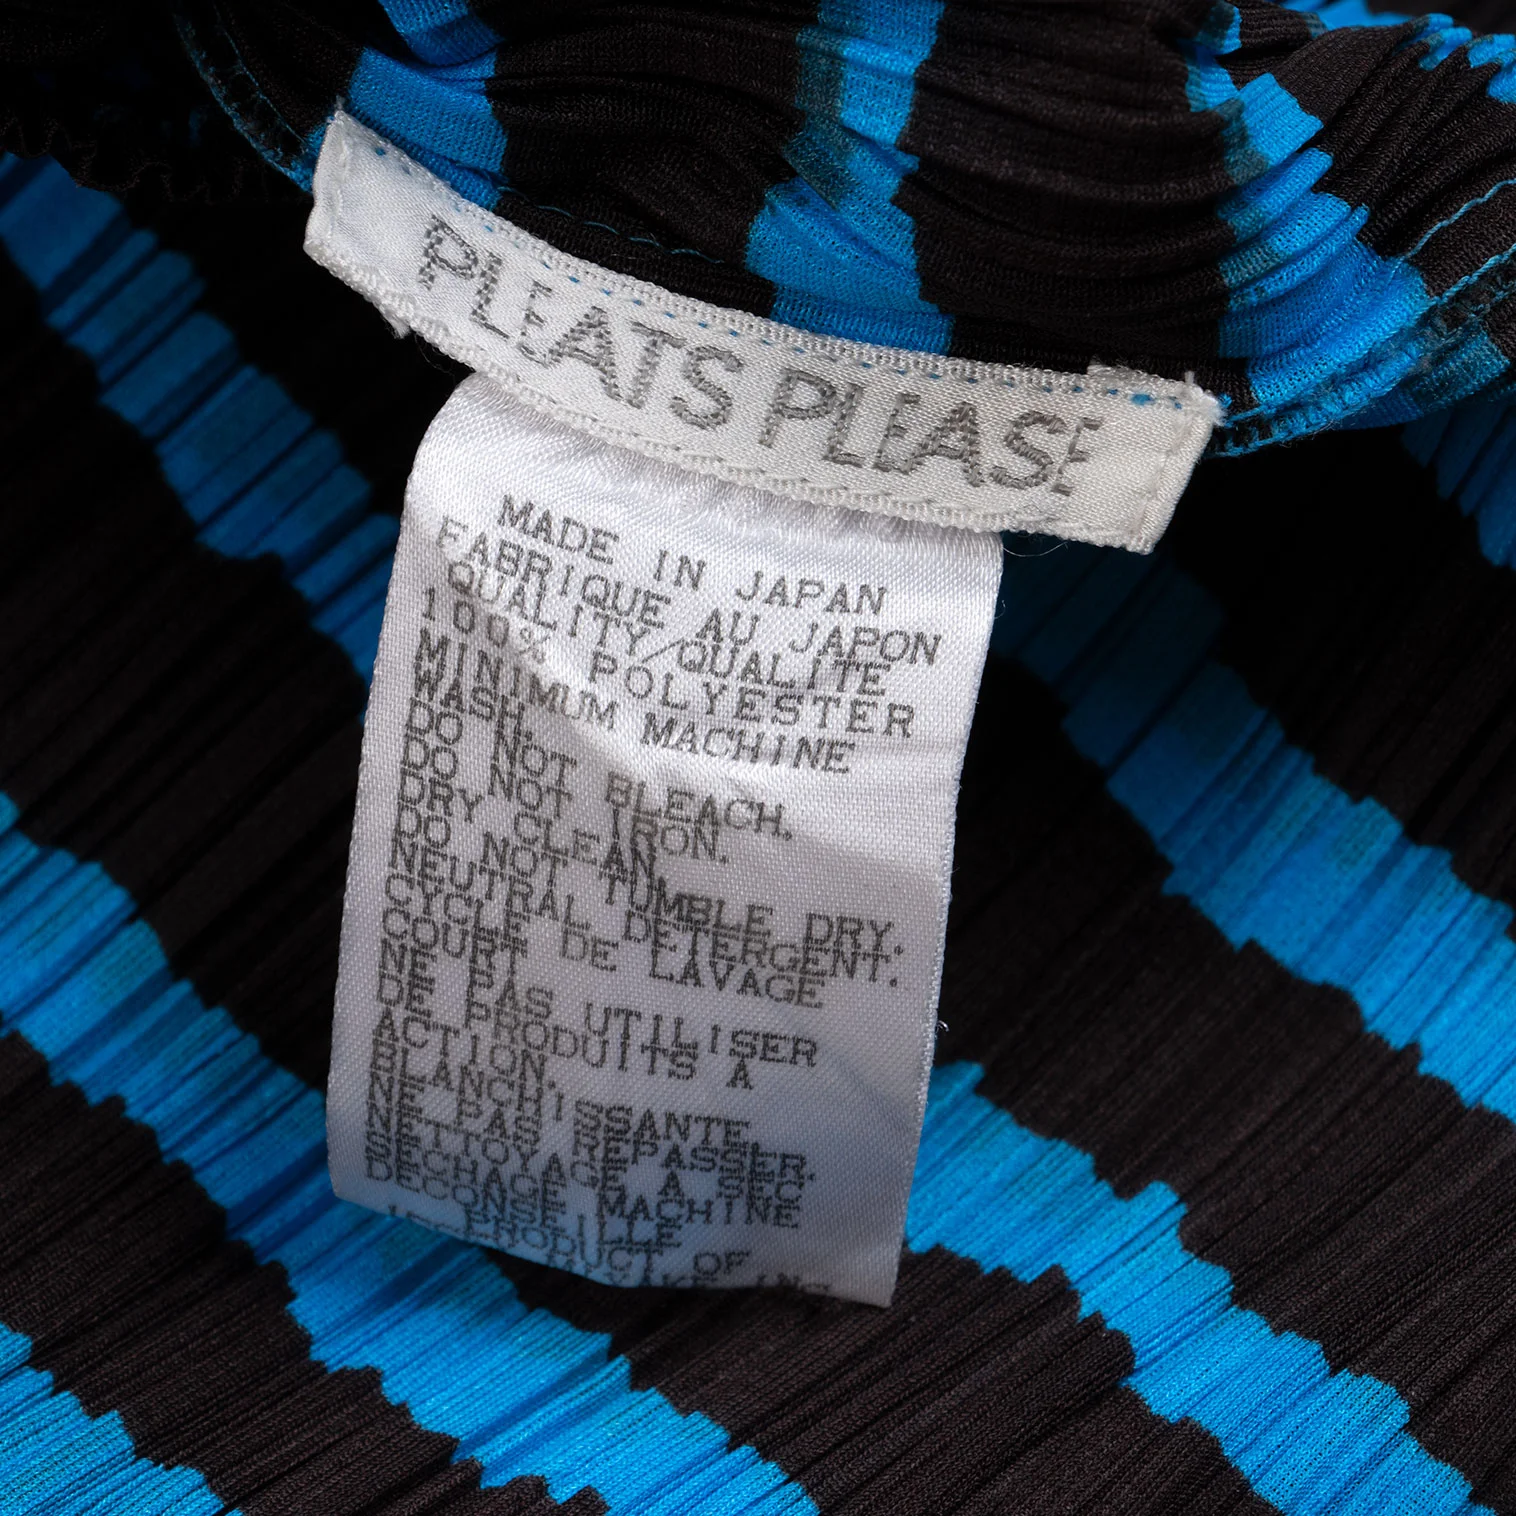 PLEATS PLEASE
MADE IN JAPAN
FABRIQUE AU JAPON
QUALITY/QUALITE
100% POLYESTER
MINIMUM MACHINE
WASH.
DO NOT BLEACH.
DO NOT IRON.
DRY CLEAN
DO NOT TUMBLE DRY.
NEUTRAL DETERGENT.
CYCLE DE LAVAGE
COURT
NE PAS UTILISER
DE PRODUITS A
ACTION.
BLANCHISSANTE.
NE PAS REPASSER.
NETTOYAGE A SEC
SECHAGE MACHINE
DECONSEILLE
PRODUCT OF